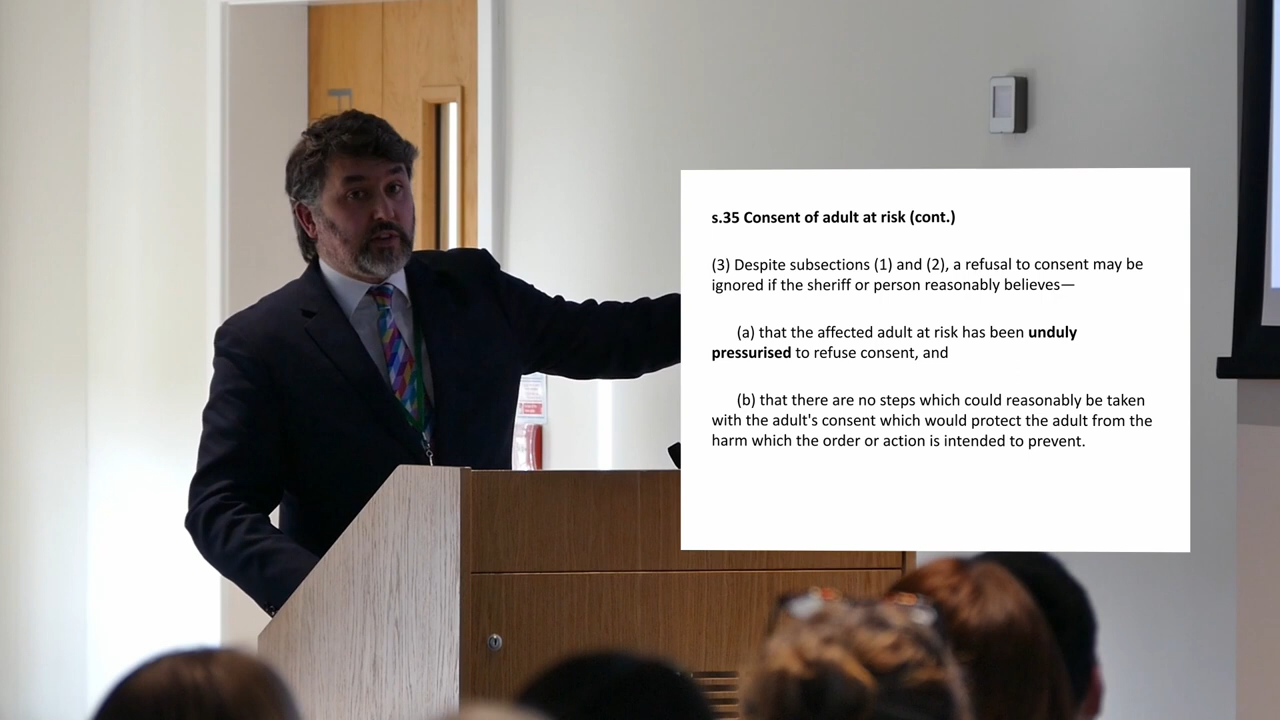 s.35 Consent of adult at risk (cont.)
(3) Despite subsections (1) and (2), a refusal to consent may be
ignored if the sheriff or person reasonably believes—
(a) that the affected adult at risk has been unduly
pressurised to refuse consent, and
(b) that there are no steps which could reasonably be taken
with the adult's consent which would protect the adult from the
harm which the order or action is intended to prevent.